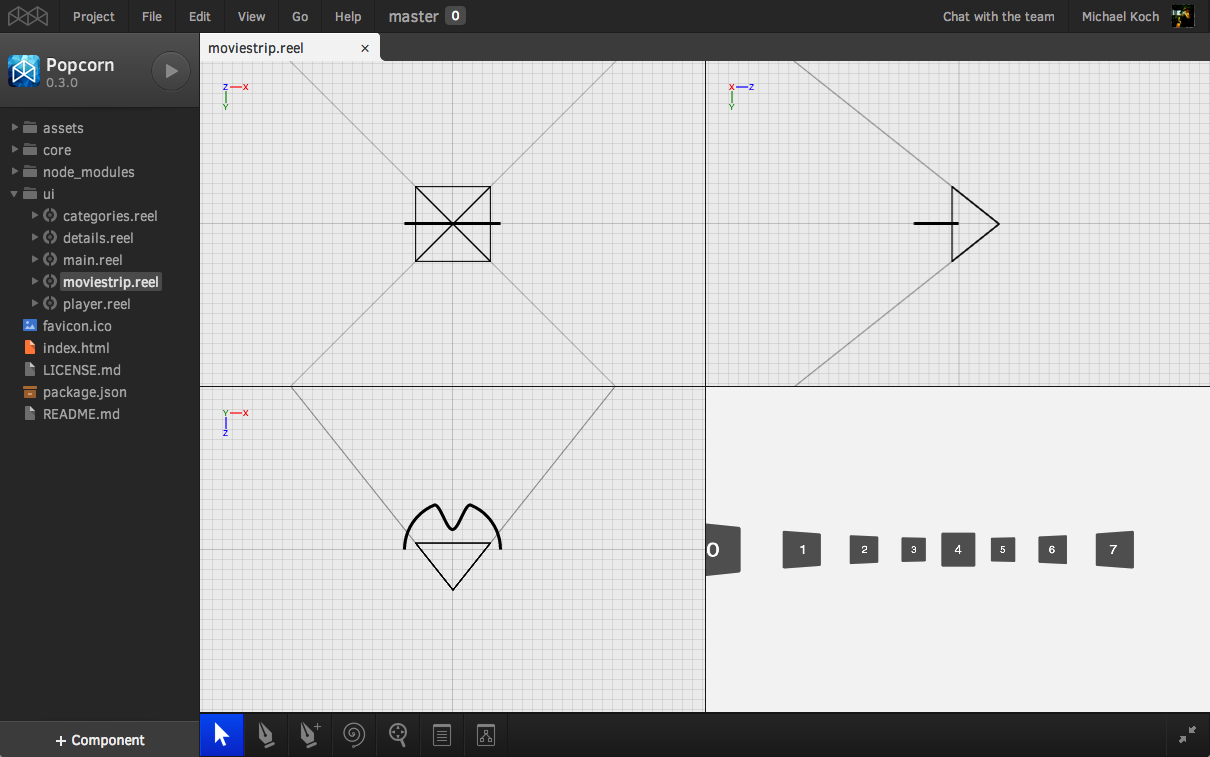 Project File Edit View Go Help master 0 Chat with the team Michael Koch
Popcorn
0.3.0
moviestrip.reel ×
assets
core
node_modules
ui
categories.reel
details.reel
main.reel
moviestrip.reel
player.reel
favicon.ico
index.html
LICENSE.md
package.json
README.md
Z X
Y
X Z
Y
Y X
Z
0 1 2 3 4 5 6 7
+ Component